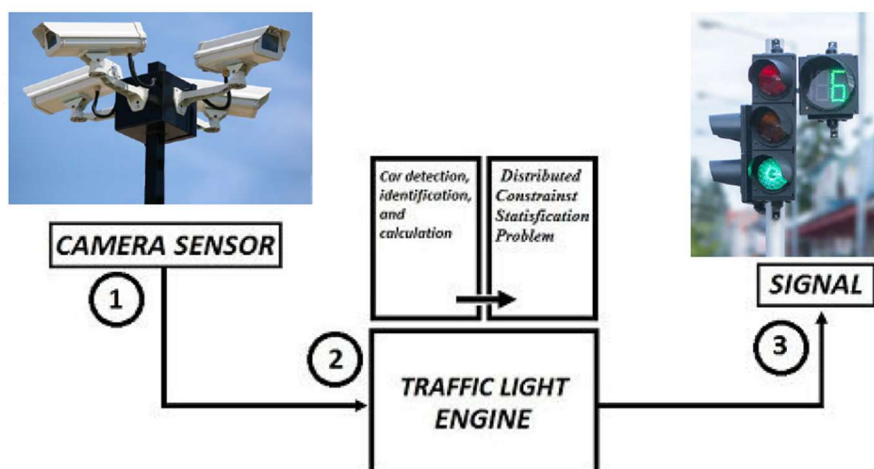 6
Car detection,
identification,
and
calculation
Distributed
Constrainst
Statisfication
Problem
CAMERA SENSOR
SIGNAL
1
2
3
TRAFFIC LIGHT
ENGINE